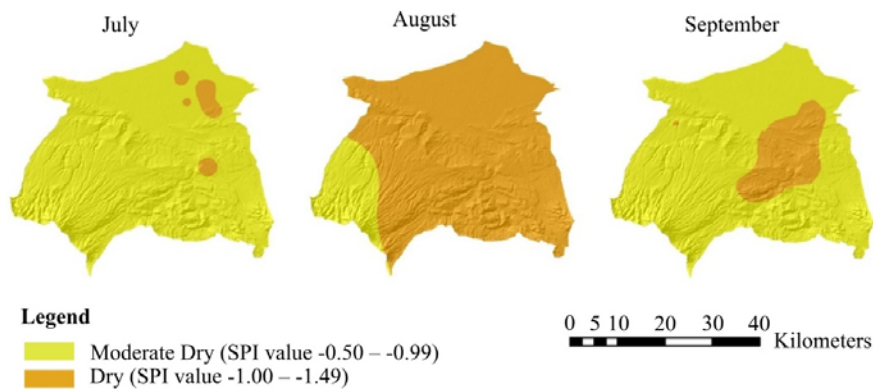 July
August
September
Legend
Moderate Dry (SPI value -0.50 – -0.99)
Dry (SPI value -1.00 – -1.49)
0 5 10 20 30 40
Kilometers